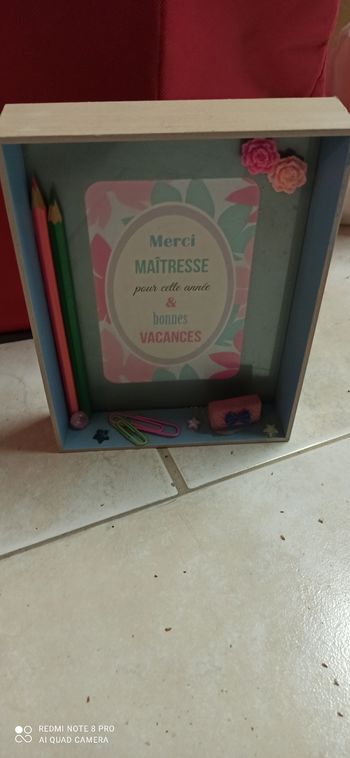 Merci
MAÎTRESSE
pour cette année
&
bonnes
VACANCES
REDMI NOTE 8 PRO
AI QUAD CAMERA